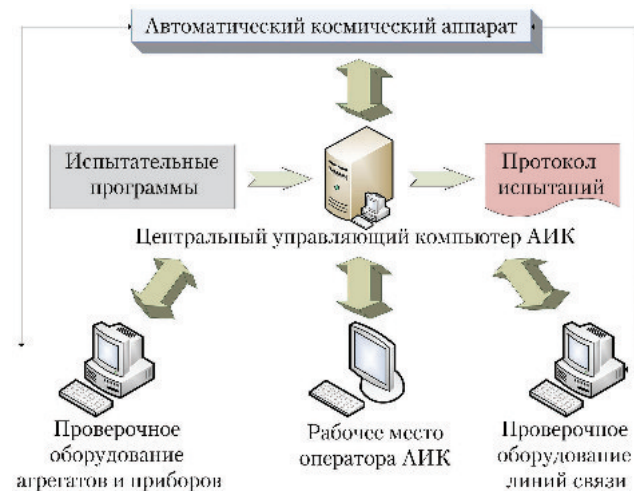 Автоматический космический аппарат
Испытательные
программы
Протокол
испытаний
Центральный управляющий компьютер АИК
Проверочное
оборудование
агрегатов и приборов
Рабочее место
оператора АИК
Проверочное
оборудование
линий связи